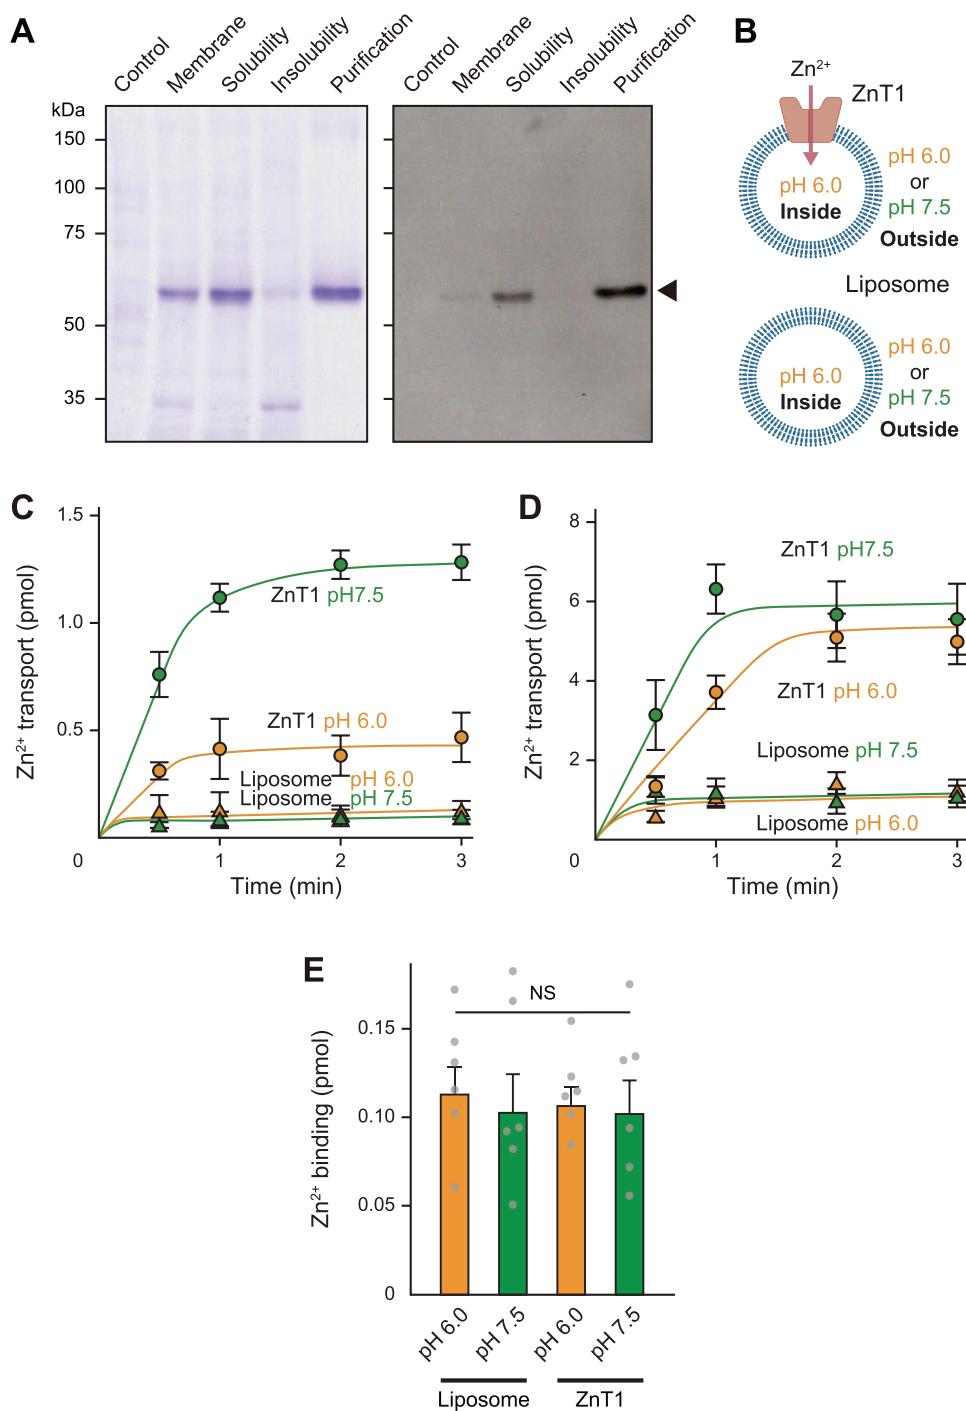 A
Control
Membrane
Solubility
Insolubility
Purification
Control
Membrane
Solubility
Insolubility
Purification
kDa
150
100
75
50
35
B
Zn²⁺
ZnT1
pH 6.0
Inside
pH 6.0
or
pH 7.5
Outside
Liposome
pH 6.0
Inside
pH 6.0
or
pH 7.5
Outside
C
Zn²⁺ transport (pmol)
1.5
1.0
0.5
0
1
2
3
Time (min)
ZnT1 pH7.5
ZnT1 pH 6.0
Liposome pH 6.0
Liposome pH 7.5
D
Zn²⁺ transport (pmol)
8
6
4
2
0
1
2
3
Time (min)
ZnT1 pH7.5
ZnT1 pH 6.0
Liposome pH 7.5
Liposome pH 6.0
E
Zn²⁺ binding (pmol)
0.15
0.10
0.05
0
NS
pH 6.0
pH 7.5
pH 6.0
pH 7.5
Liposome
ZnT1